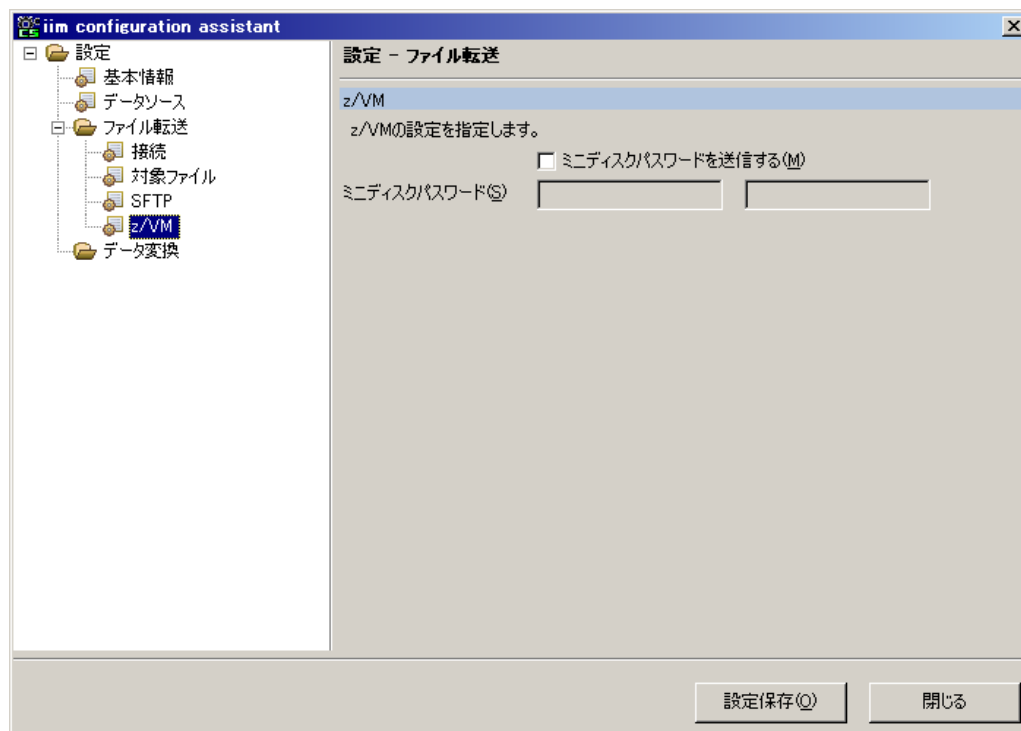 iim configuration assistant
設定
基本情報
データソース
ファイル転送
接続
対象ファイル
SFTP
z/VM
データ変換
設定 - ファイル転送
z/VM
z/VMの設定を指定します。
ミニディスクパスワードを送信する(M)
ミニディスクパスワード(S)
設定保存(O)
閉じる